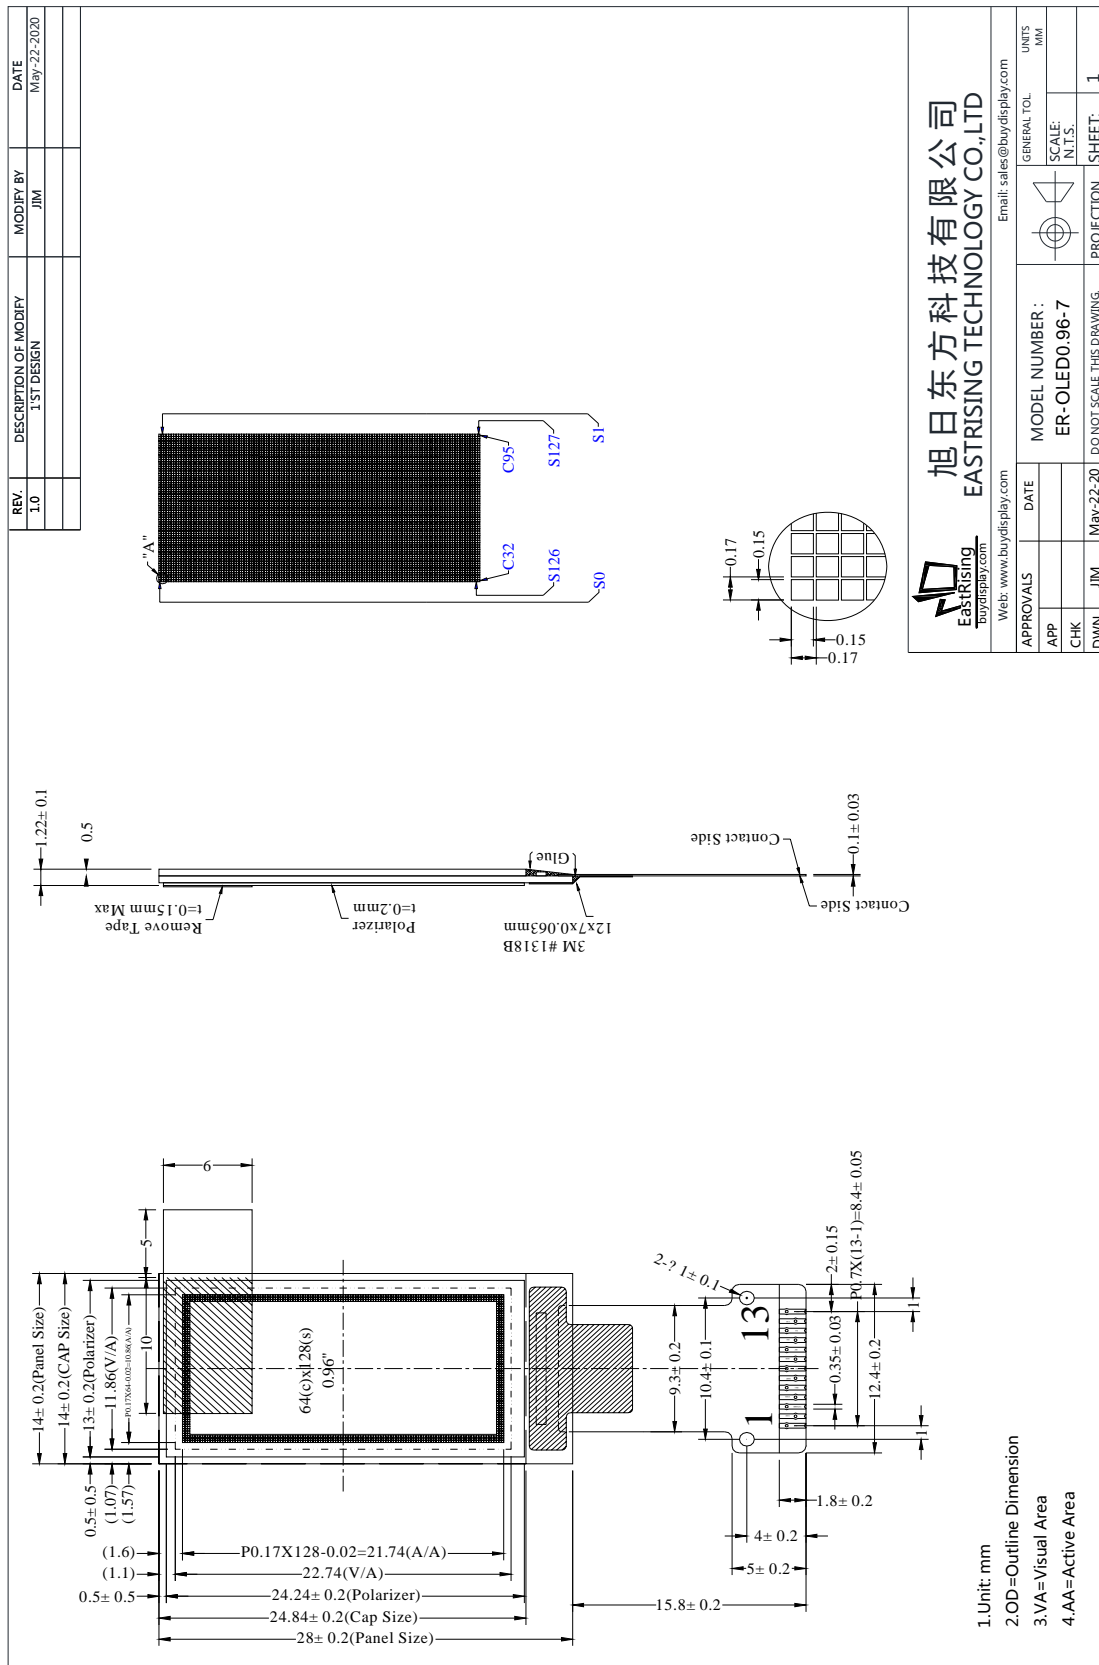 REV.
DESCRIPTION OF MODIFY
MODIFY BY
DATE
1.0
1'ST DESIGN
JIM
May-22-2020
14± 0.2(Panel Size)
14± 0.2(CAP Size)
13± 0.2(Polarizer)
11.86(V/A)
P0.17X64-0.02=10.86(A/A)
10
5
6
0.5± 0.5
(1.07)
(1.57)
64(c)x128(s)
0.96"
(1.6)
(1.1)
0.5± 0.5
P0.17X128-0.02=21.74(A/A)
22.74(V/A)
24.24± 0.2(Polarizer)
24.84± 0.2(Cap Size)
28± 0.2(Panel Size)
15.8± 0.2
9.3± 0.2
10.4± 0.1
2-? 1± 0.1
1
13
2± 0.15
P0.7X(13-1)=8.4± 0.05
0.35± 0.03
12.4± 0.2
1
1
1.8± 0.2
4± 0.2
5± 0.2
1.22± 0.1
0.5
Remove Tape
t=0.15mm Max
Polarizer
t=0.2mm
3M #1318B
12x7x0.063mm
Glue
Contact Side
Contact Side
0.1± 0.03
"A"
C32
S126
S0
C95
S127
S1
0.17
0.15
0.15
0.17
1.Unit: mm
2.OD=Outline Dimension
3.VA=Visual Area
4.AA=Active Area
EastRising
buydisplay.com
旭日东方科技有限公司
EASTRISING TECHNOLOGY CO.,LTD
Web: www.buydisplay.com
Email: sales@buydisplay.com
APPROVALS
DATE
APP
CHK
DWN
JIM
May-22-20
MODEL NUMBER :
ER-OLED0.96-7
DO NOT SCALE THIS DRAWING.
PROJECTION
GENERAL TOL.
UNITS
MM
SCALE:
N.T.S.
SHEET:
1